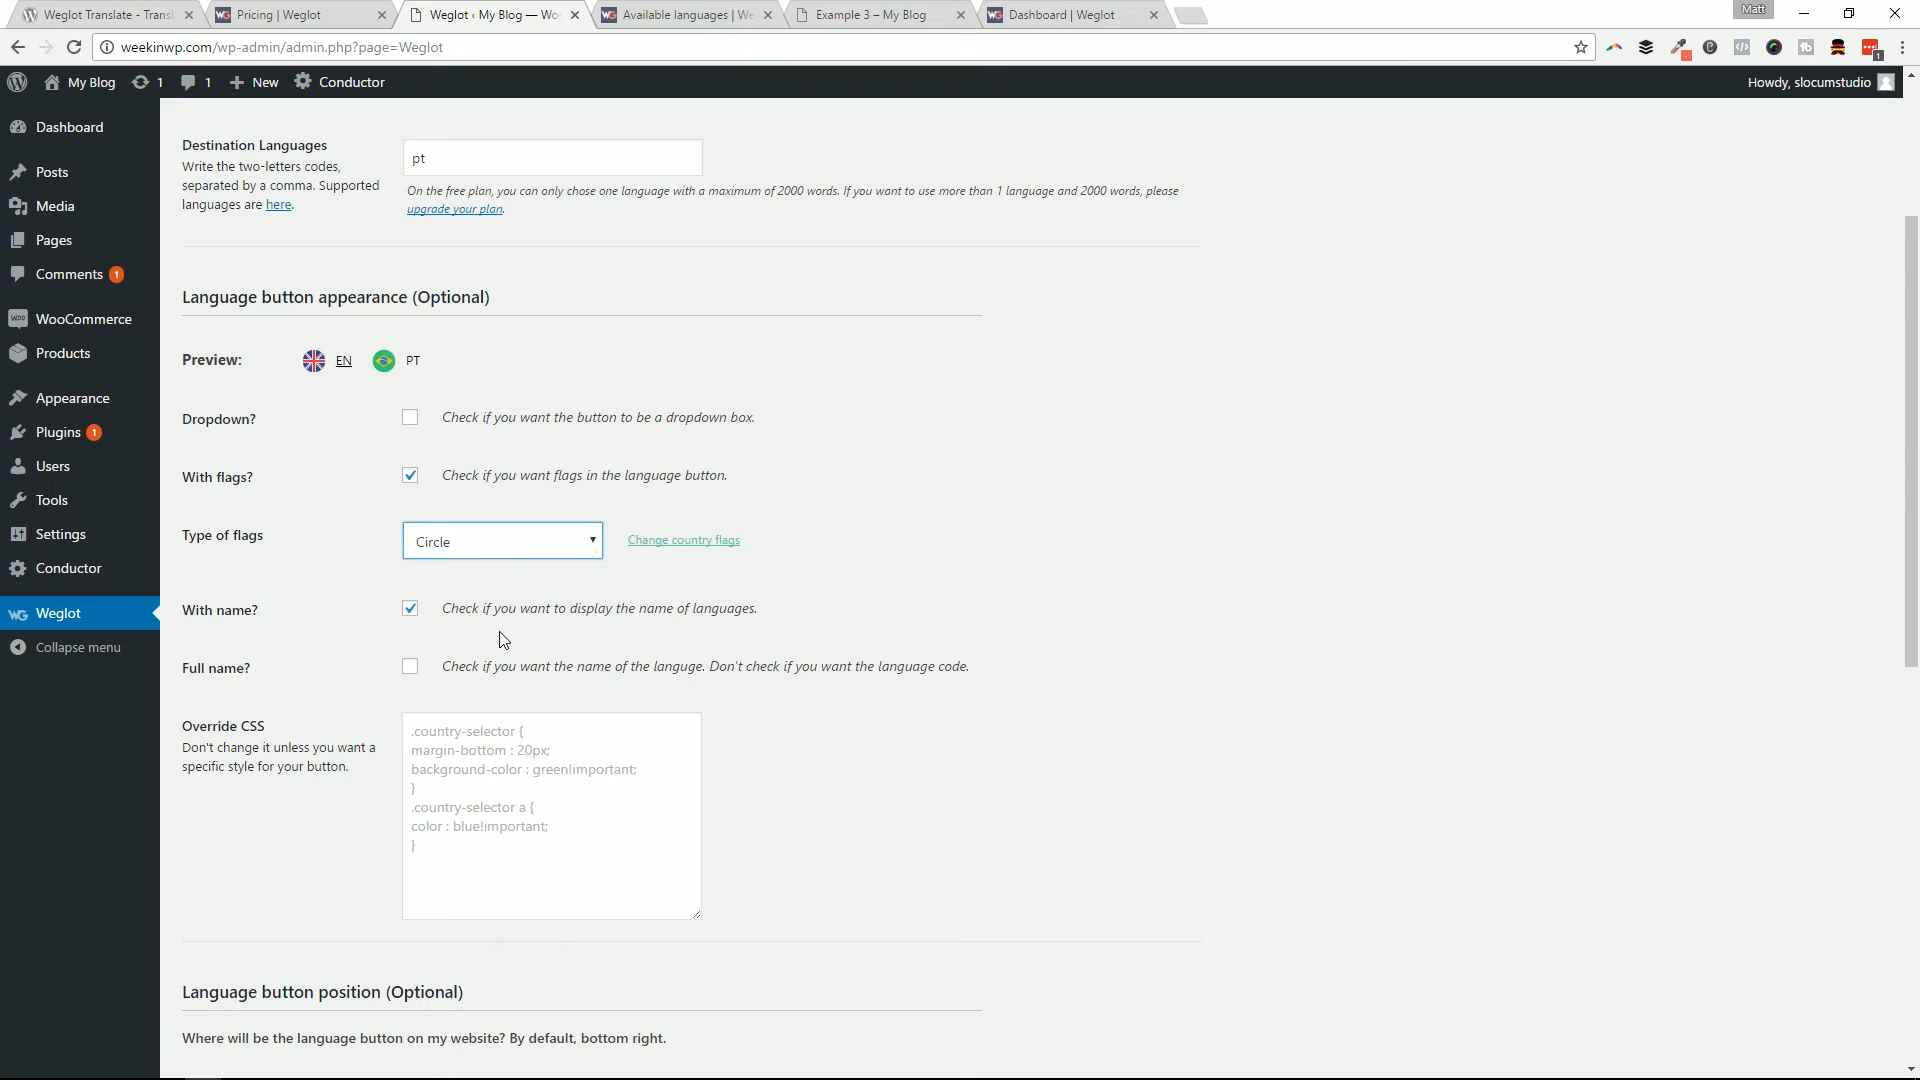 Weglot Translate - Transl
Pricing | Weglot
Weglot ‹ My Blog — Wo
Available languages | We
Example 3 – My Blog
Dashboard | Weglot
Matt
weekinwp.com/wp-admin/admin.php?page=Weglot
My Blog
1
1
New
Conductor
Howdy, slocumstudio
Dashboard
Posts
Media
Pages
Comments 1
WooCommerce
Products
Appearance
Plugins 1
Users
Tools
Settings
Conductor
Weglot
Collapse menu
Destination Languages
Write the two-letters codes,
separated by a comma. Supported
languages are here.
pt
On the free plan, you can only chose one language with a maximum of 2000 words. If you want to use more than 1 language and 2000 words, please
upgrade your plan.
Language button appearance (Optional)
Preview:
EN
PT
Dropdown?
Check if you want the button to be a dropdown box.
With flags?
Check if you want flags in the language button.
Type of flags
Circle
Change country flags
With name?
Check if you want to display the name of languages.
Full name?
Check if you want the name of the languge. Don't check if you want the language code.
Override CSS
Don't change it unless you want a
specific style for your button.
.country-selector {
margin-bottom : 20px;
background-color : green!important;
}
.country-selector a {
color : blue!important;
}
Language button position (Optional)
Where will be the language button on my website? By default, bottom right.